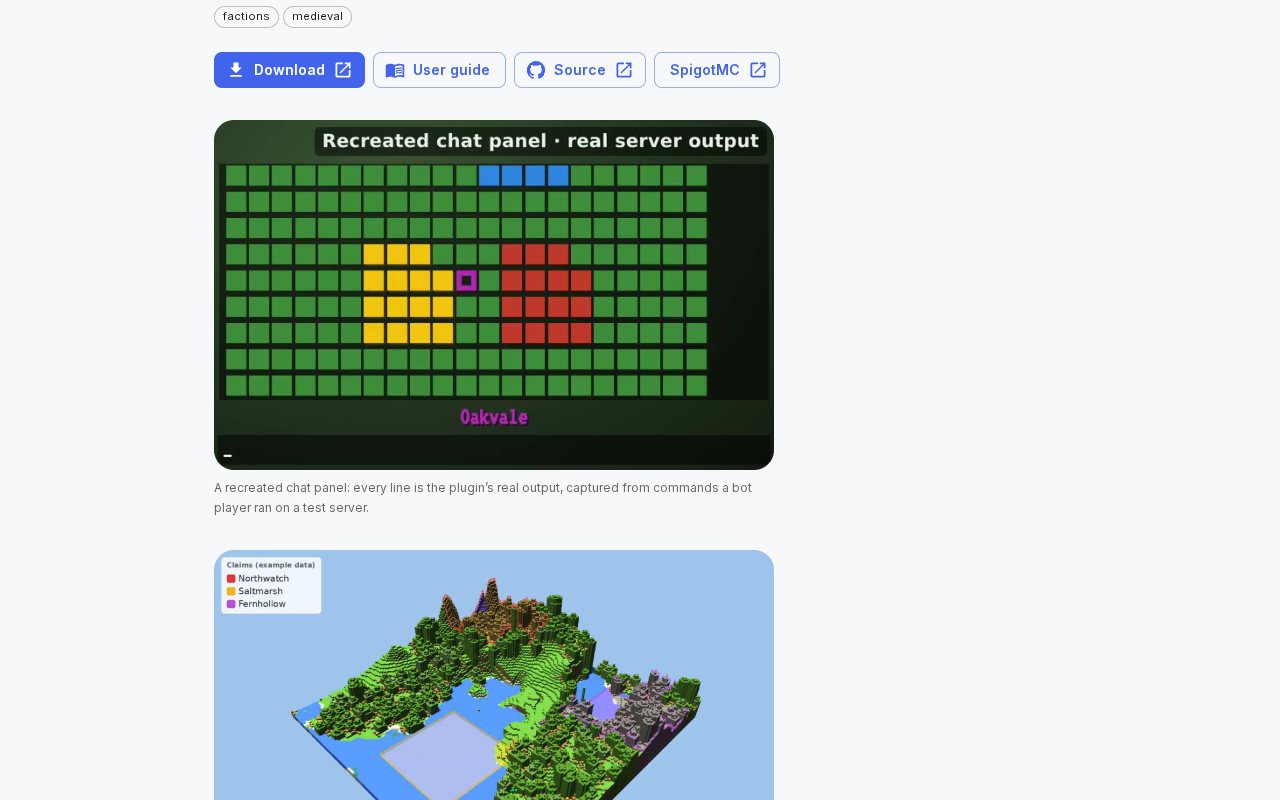 factions
medieval
Download
User guide
Source
SpigotMC
Recreated chat panel · real server output
Oakvale
A recreated chat panel: every line is the plugin’s real output, captured from commands a bot
player ran on a test server.
Claims (example data)
Northwatch
Saltmarsh
Fernhollow